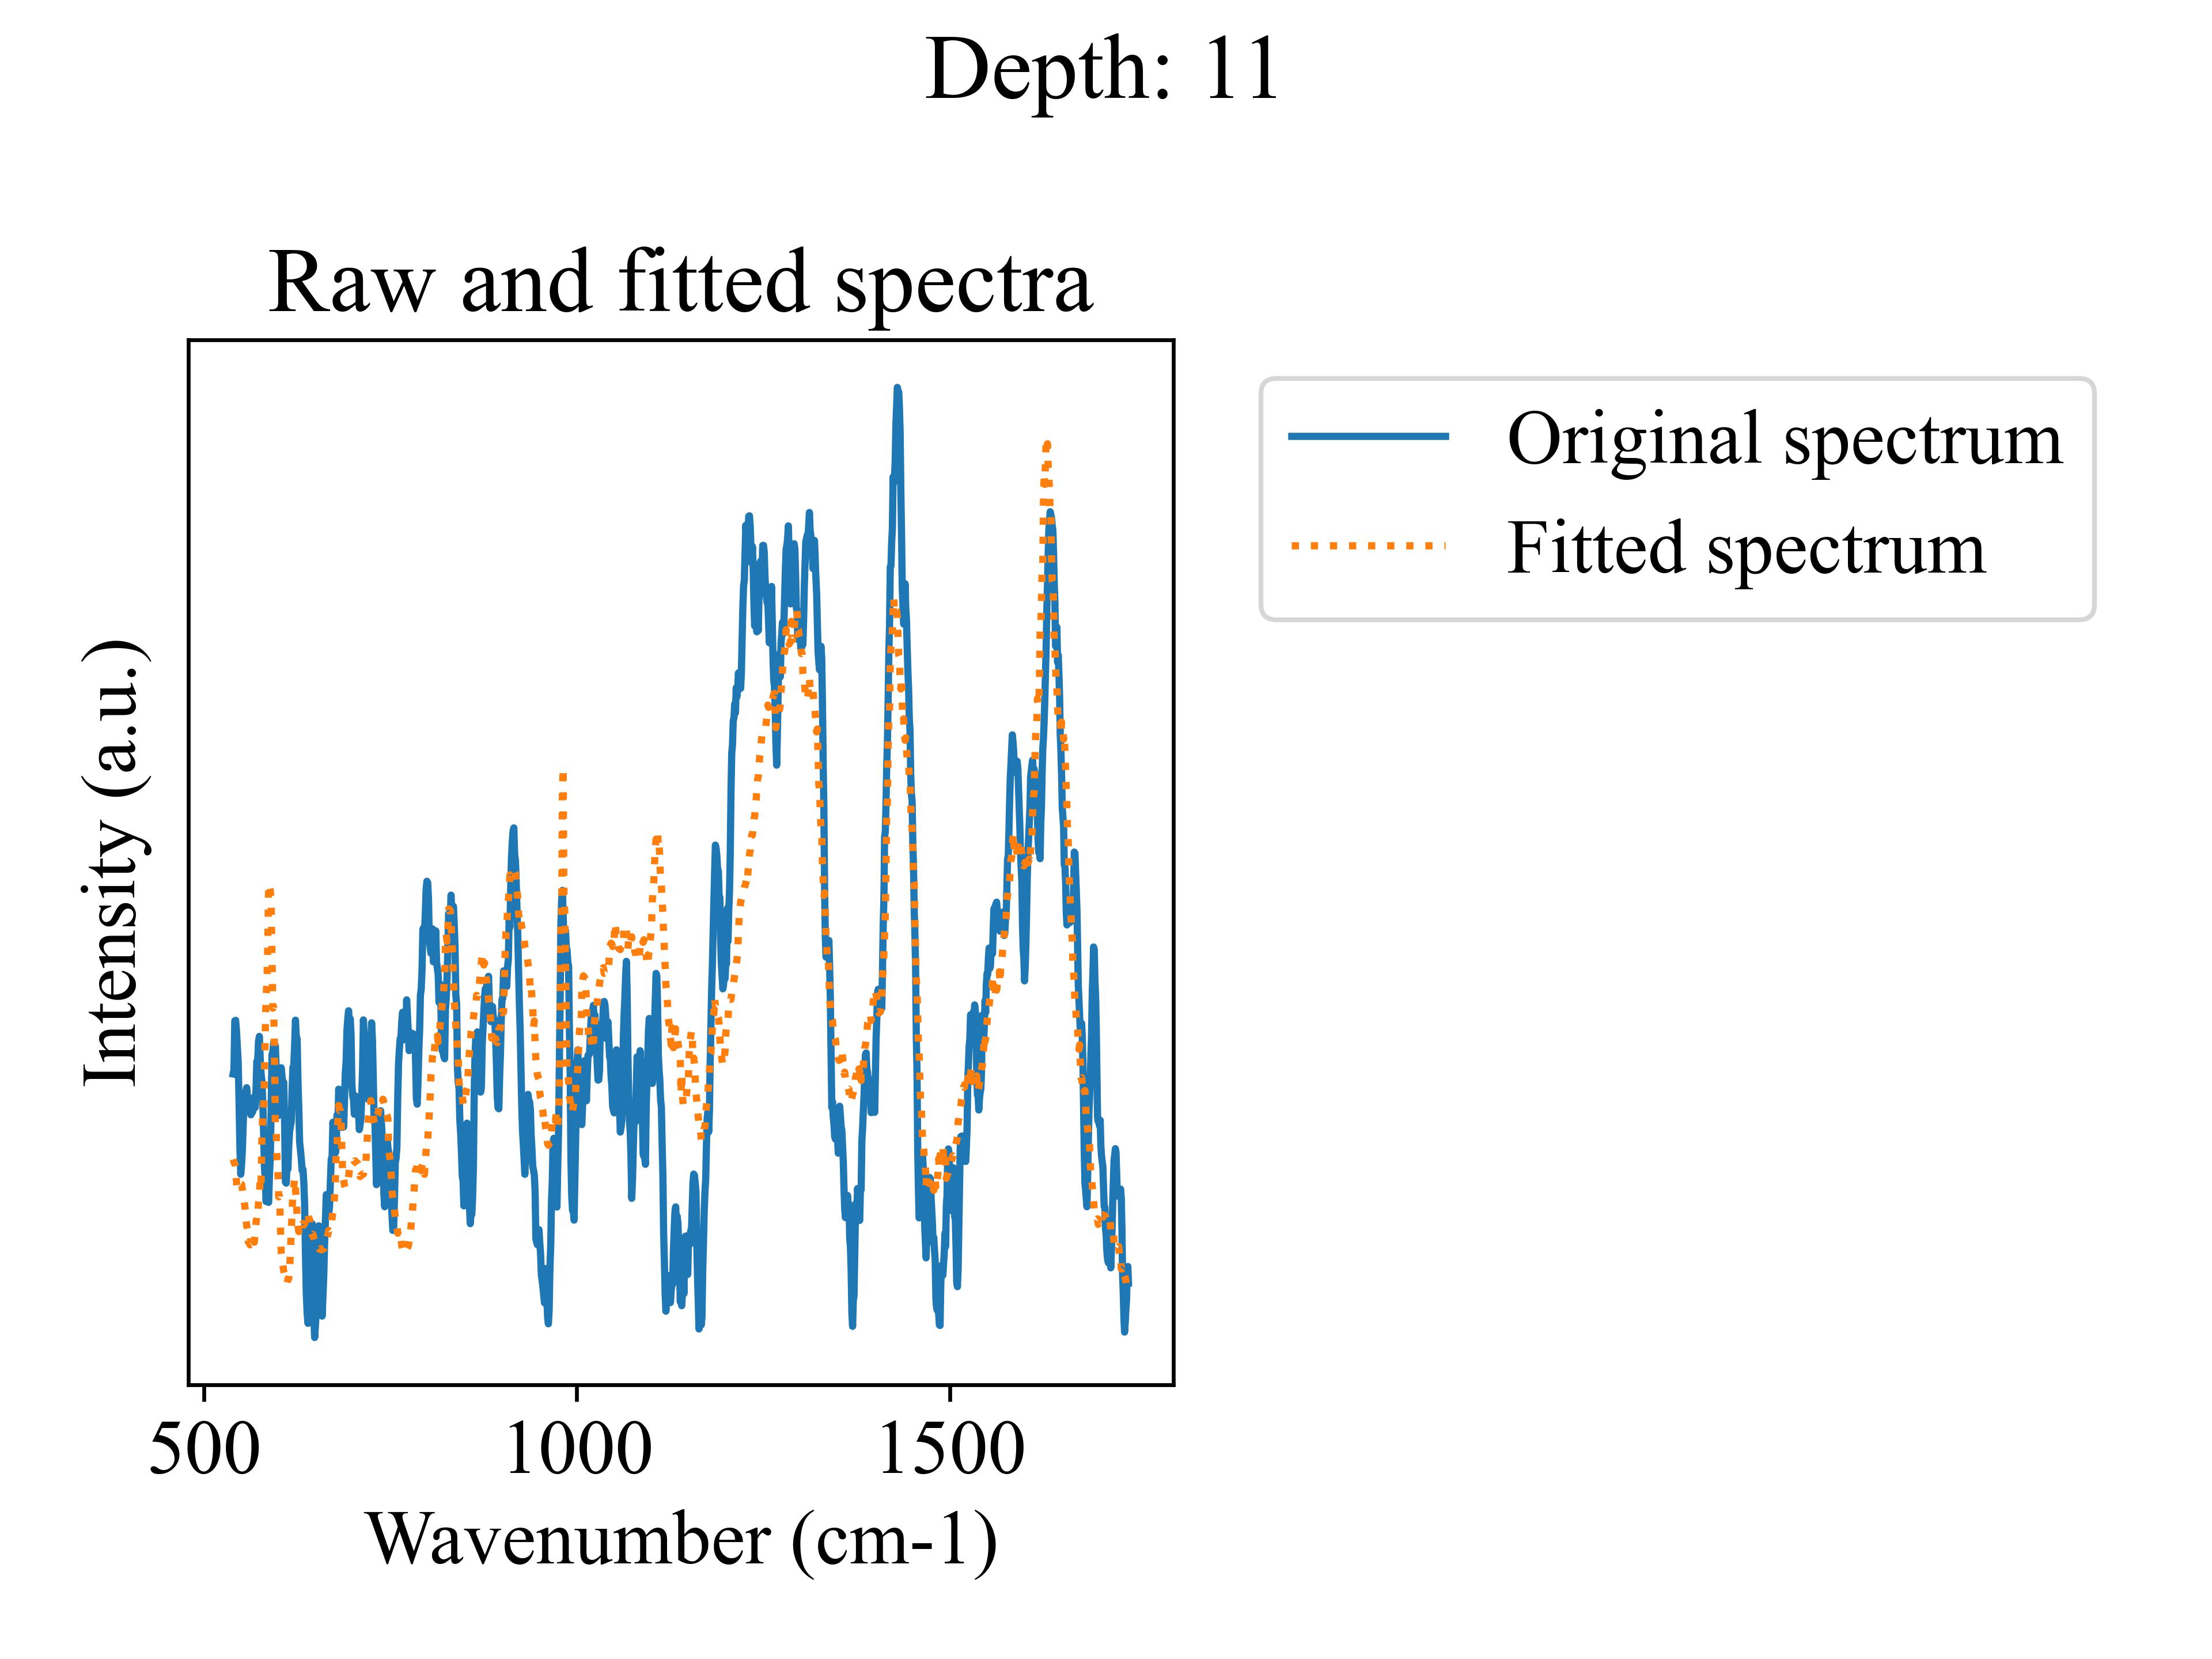 Depth: 11
Raw and fitted spectra
Original spectrum
Fitted spectrum
Intensity (a.u.)
500 1000 1500
Wavenumber (cm-1)